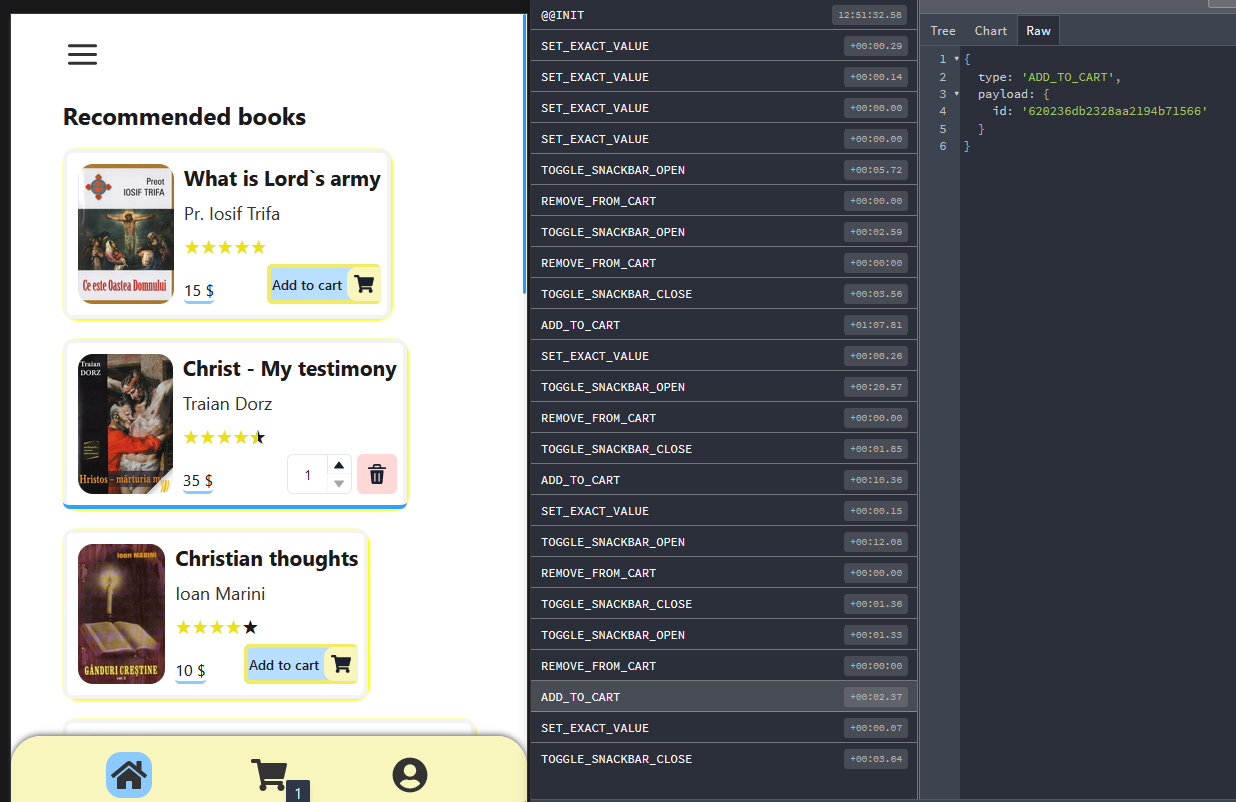 Recommended books
Preot
IOSIF TRIFA
Ce este Oastea Domnului
What is Lord`s army
Pr. Iosif Trifa
15 $
Add to cart
Traian
DORZ
Hristos - mărturia m
Christ - My testimony
Traian Dorz
35 $
1
IOAN MARINI
GÂNDURI CREȘTINE
Christian thoughts
Ioan Marini
10 $
Add to cart
1
@@INIT 12:51:32.58
SET_EXACT_VALUE +00:00.29
SET_EXACT_VALUE +00:00.14
SET_EXACT_VALUE +00:00.00
SET_EXACT_VALUE +00:00.00
TOGGLE_SNACKBAR_OPEN +00:05.72
REMOVE_FROM_CART +00:00.00
TOGGLE_SNACKBAR_OPEN +00:02.59
REMOVE_FROM_CART +00:00:00
TOGGLE_SNACKBAR_CLOSE +00:03.56
ADD_TO_CART +01:07.81
SET_EXACT_VALUE +00:00.26
TOGGLE_SNACKBAR_OPEN +00:20.57
REMOVE_FROM_CART +00:00.00
TOGGLE_SNACKBAR_CLOSE +00:01.85
ADD_TO_CART +00:10.36
SET_EXACT_VALUE +00:00.15
TOGGLE_SNACKBAR_OPEN +00:12.08
REMOVE_FROM_CART +00:00.00
TOGGLE_SNACKBAR_CLOSE +00:01.36
TOGGLE_SNACKBAR_OPEN +00:01.33
REMOVE_FROM_CART +00:00:00
ADD_TO_CART +00:02.37
SET_EXACT_VALUE +00:00.07
TOGGLE_SNACKBAR_CLOSE +00:03.64
Tree Chart Raw
1 {
2 type: 'ADD_TO_CART',
3 payload: {
4 id: '620236db2328aa2194b71566'
5 }
6 }